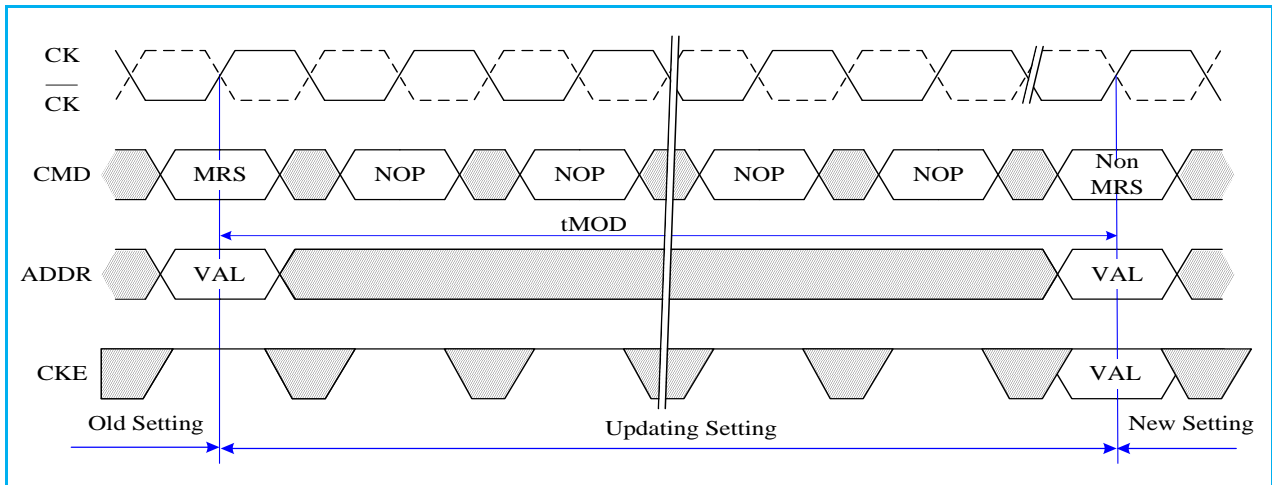 CK
CK
CMD MRS NOP NOP NOP NOP Non
MRS
tMOD
ADDR VAL VAL
CKE VAL
Old Setting Updating Setting New Setting